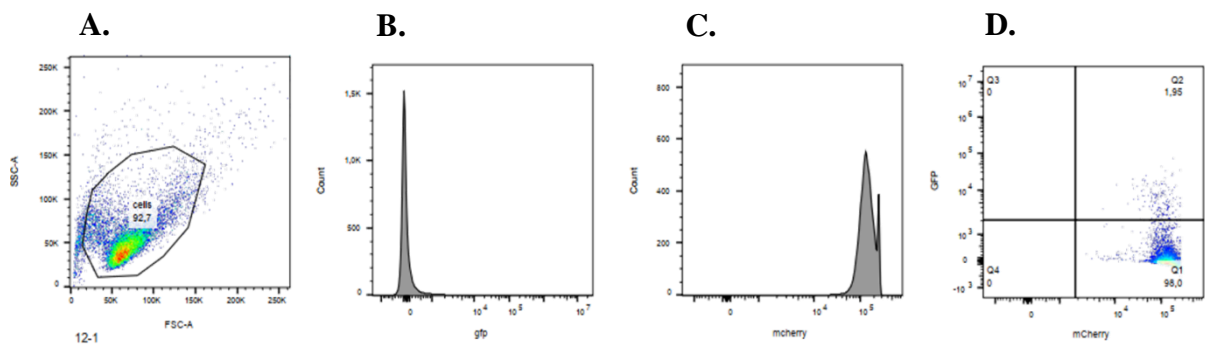 A.
B.
C.
D.
250K
200K
150K
100K
50K
0
SSC-A
cells
92,7
0
50K
100K
150K
200K
250K
FSC-A
12-1
1,5K
1,0K
500
0
Count
0
10^4
10^5
10^7
gfp
800
600
400
200
0
Count
0
10^4
10^5
mcherry
10^7
10^6
10^5
10^4
10^3
0
-10^3
GFP
Q3
0
Q2
1,95
Q4
0
Q1
98,0
0
10^4
10^5
mCherry